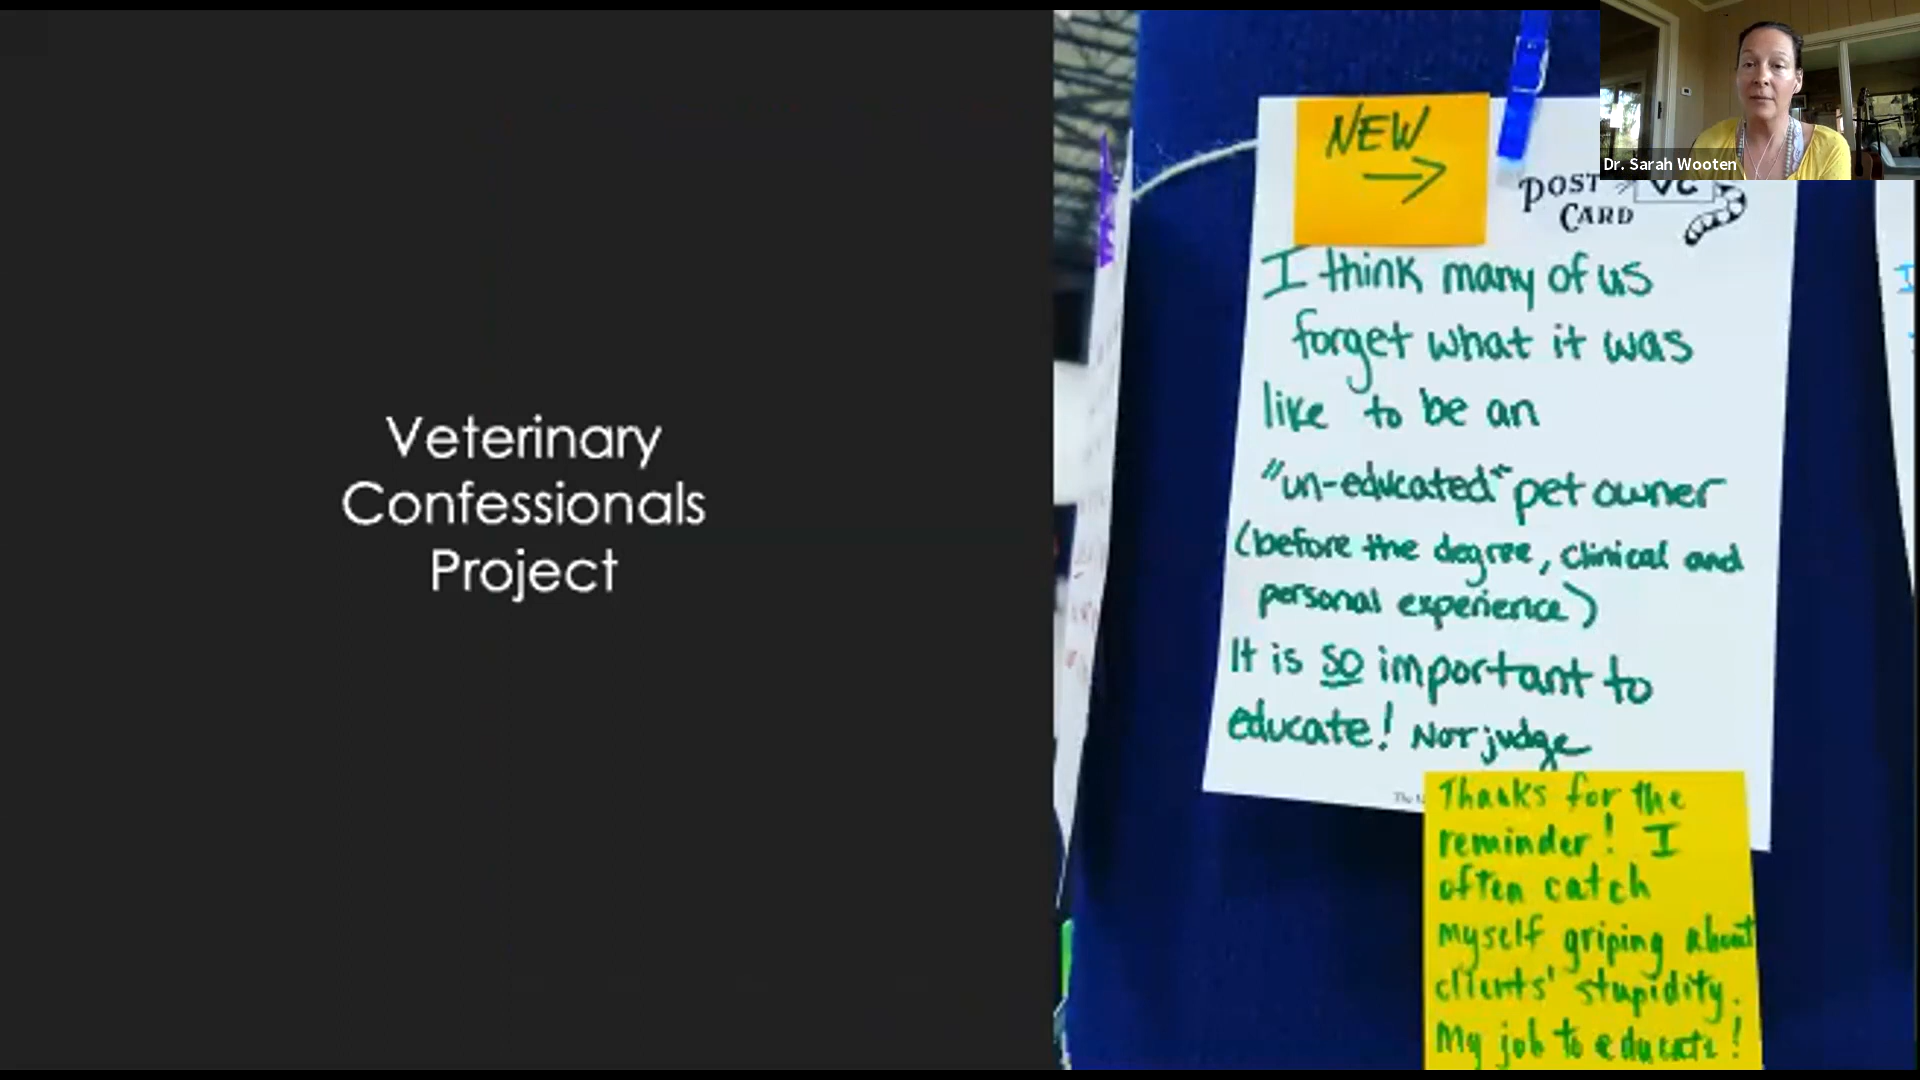 Veterinary
Confessionals
Project
NEW
→
POST
CARD
VC
I think many of us
forget what it was
like to be an
"un-educated" pet owner
(before the degree, clinical and
personal experience)
It is so important to
educate! Not judge
The
Thanks for the
reminder! I
often catch
myself griping about
clients' stupidity.
My job to educate!
Dr. Sarah Wooten